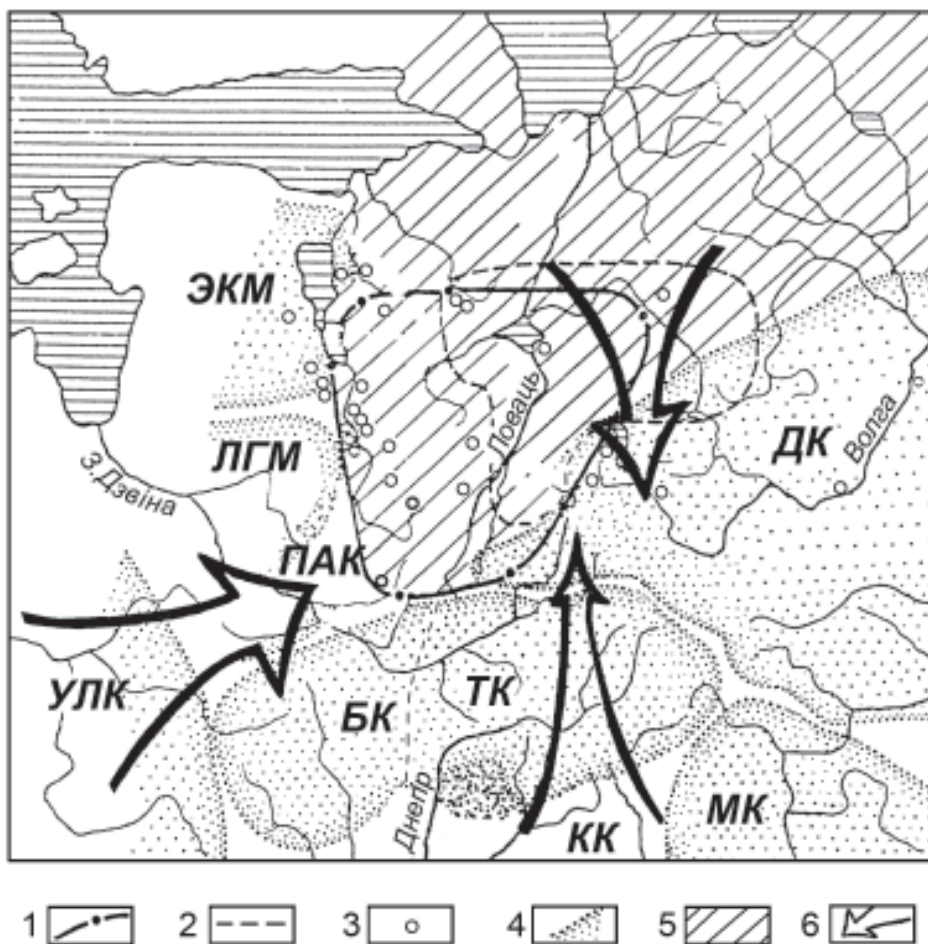 ЭКМ
Ловаць
ДК
Волга
ЛГМ
З.Дзвіна
ПАК
УЛК
БК
ТК
Днепр
КК
МК
1 2 3 4 5 6